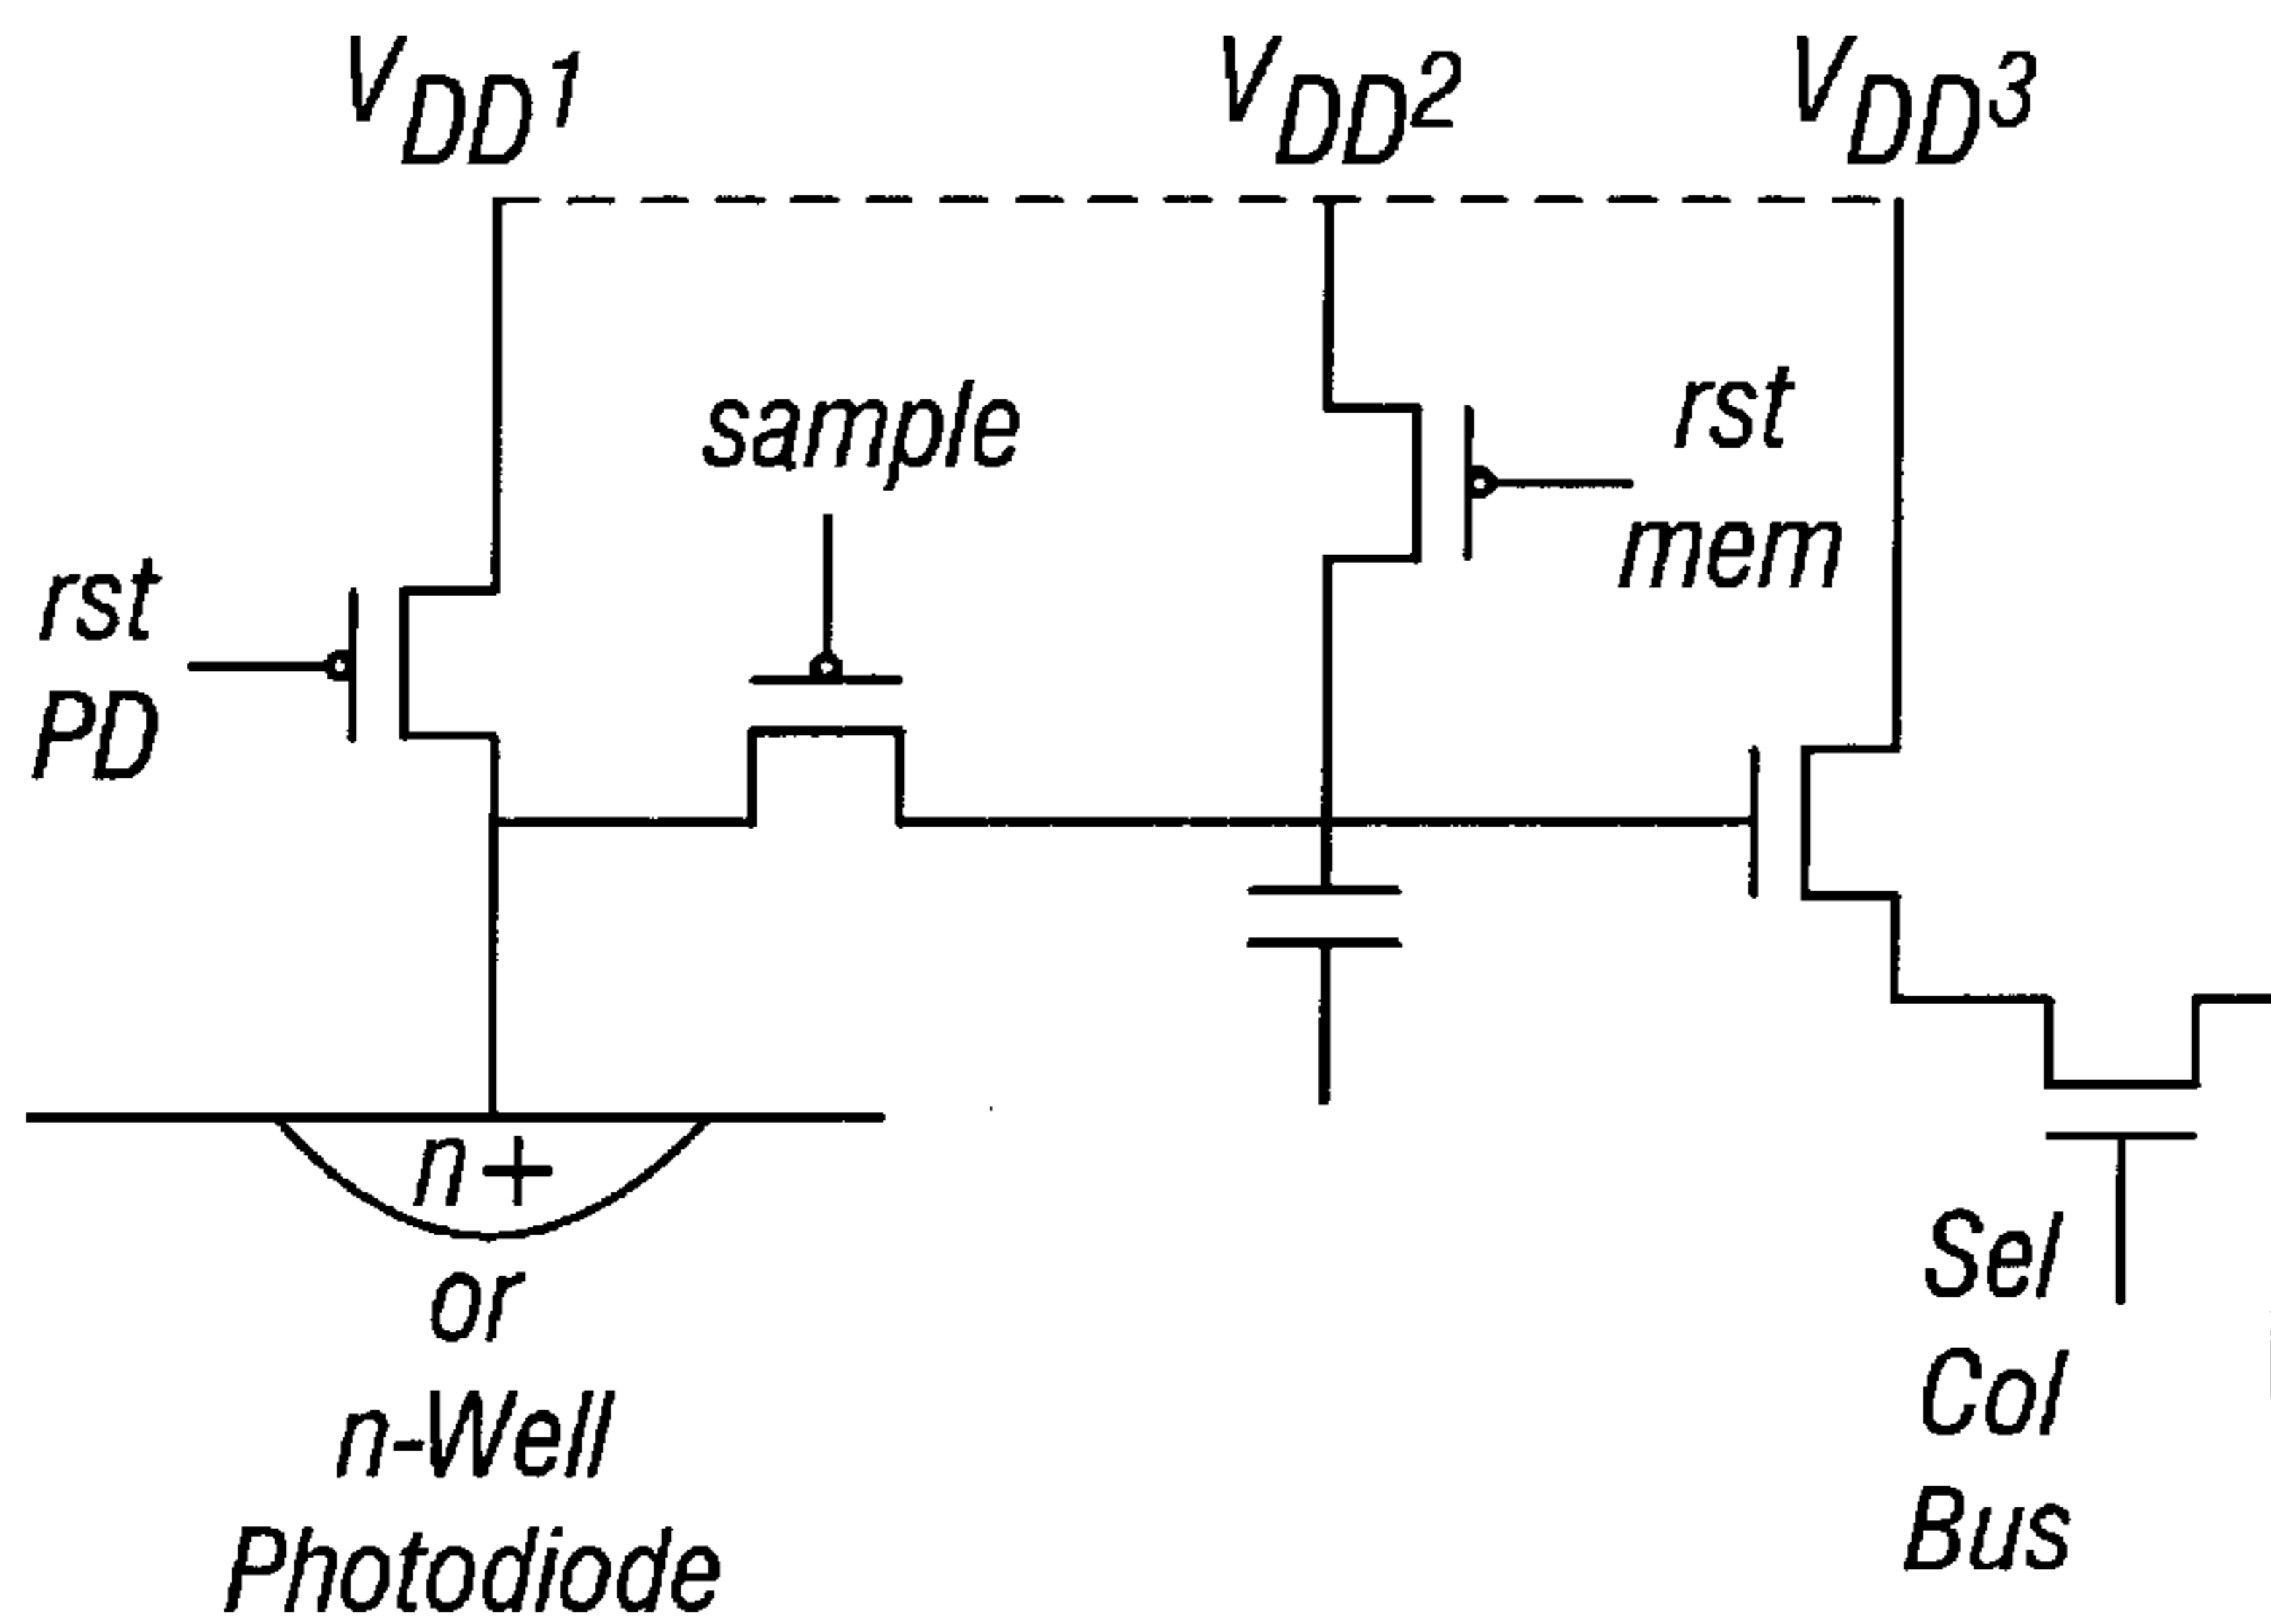 VDD1
VDD2
VDD3
sample
rst
mem
rst
PD
n+
or
n-Well
Photodiode
Sel
Col
Bus